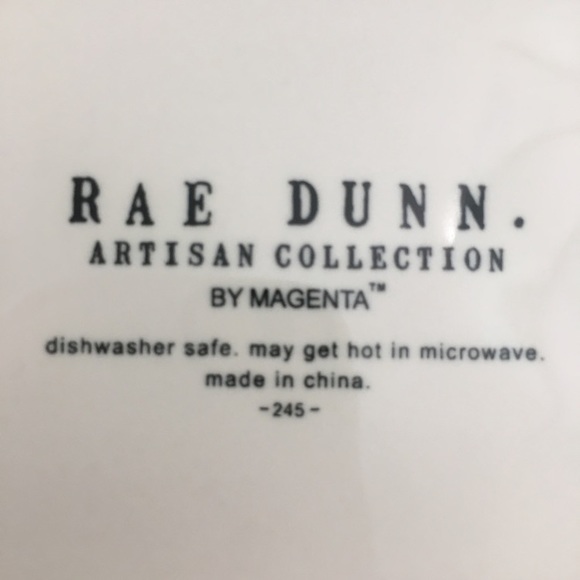 RAE DUNN.
ARTISAN COLLECTION
BY MAGENTA™
dishwasher safe. may get hot in microwave.
made in china.
-245-